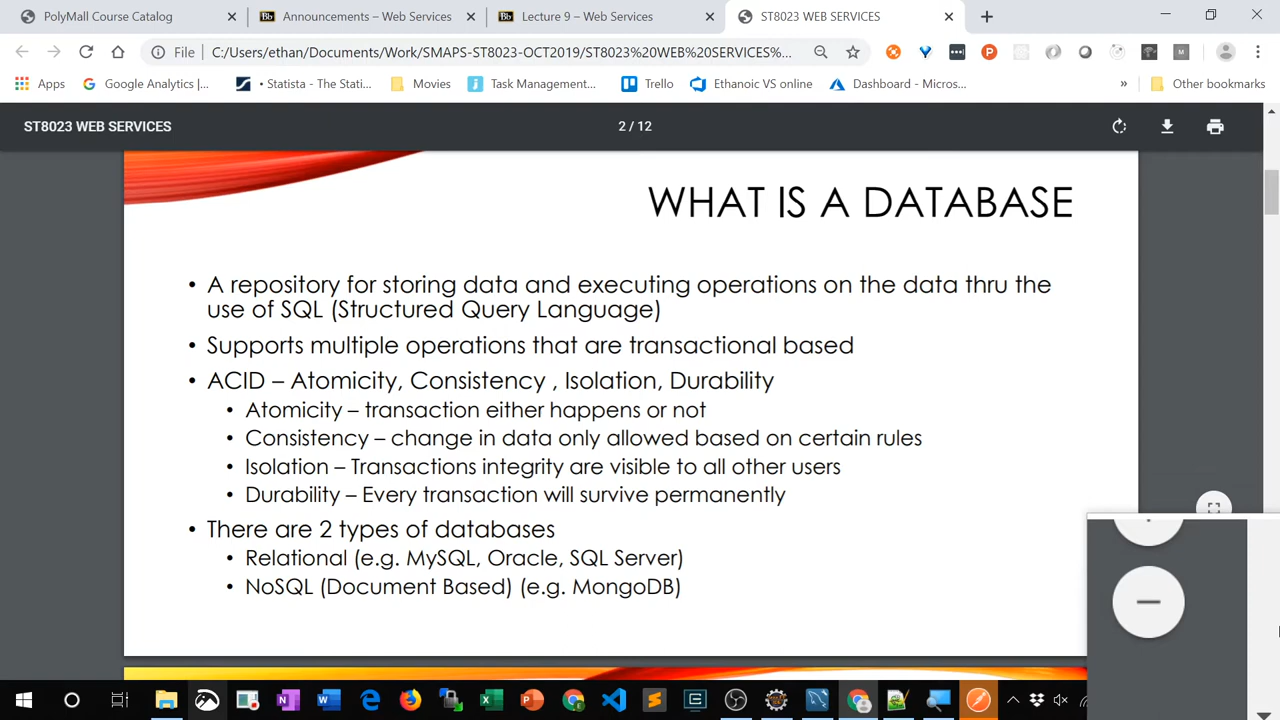 PolyMall Course Catalog
Bb Announcements – Web Services
Bb Lecture 9 – Web Services
ST8023 WEB SERVICES
File C:/Users/ethan/Documents/Work/SMAPS-ST8023-OCT2019/ST8023%20WEB%20SERVICES%...
Apps
Google Analytics |...
• Statista - The Stati...
Movies
Task Management...
Trello
Ethanoic VS online
Dashboard - Micros...
» Other bookmarks
ST8023 WEB SERVICES
2 / 12
WHAT IS A DATABASE
• A repository for storing data and executing operations on the data thru the
use of SQL (Structured Query Language)
• Supports multiple operations that are transactional based
• ACID – Atomicity, Consistency , Isolation, Durability
• Atomicity – transaction either happens or not
• Consistency – change in data only allowed based on certain rules
• Isolation – Transactions integrity are visible to all other users
• Durability – Every transaction will survive permanently
• There are 2 types of databases
• Relational (e.g. MySQL, Oracle, SQL Server)
• NoSQL (Document Based) (e.g. MongoDB)